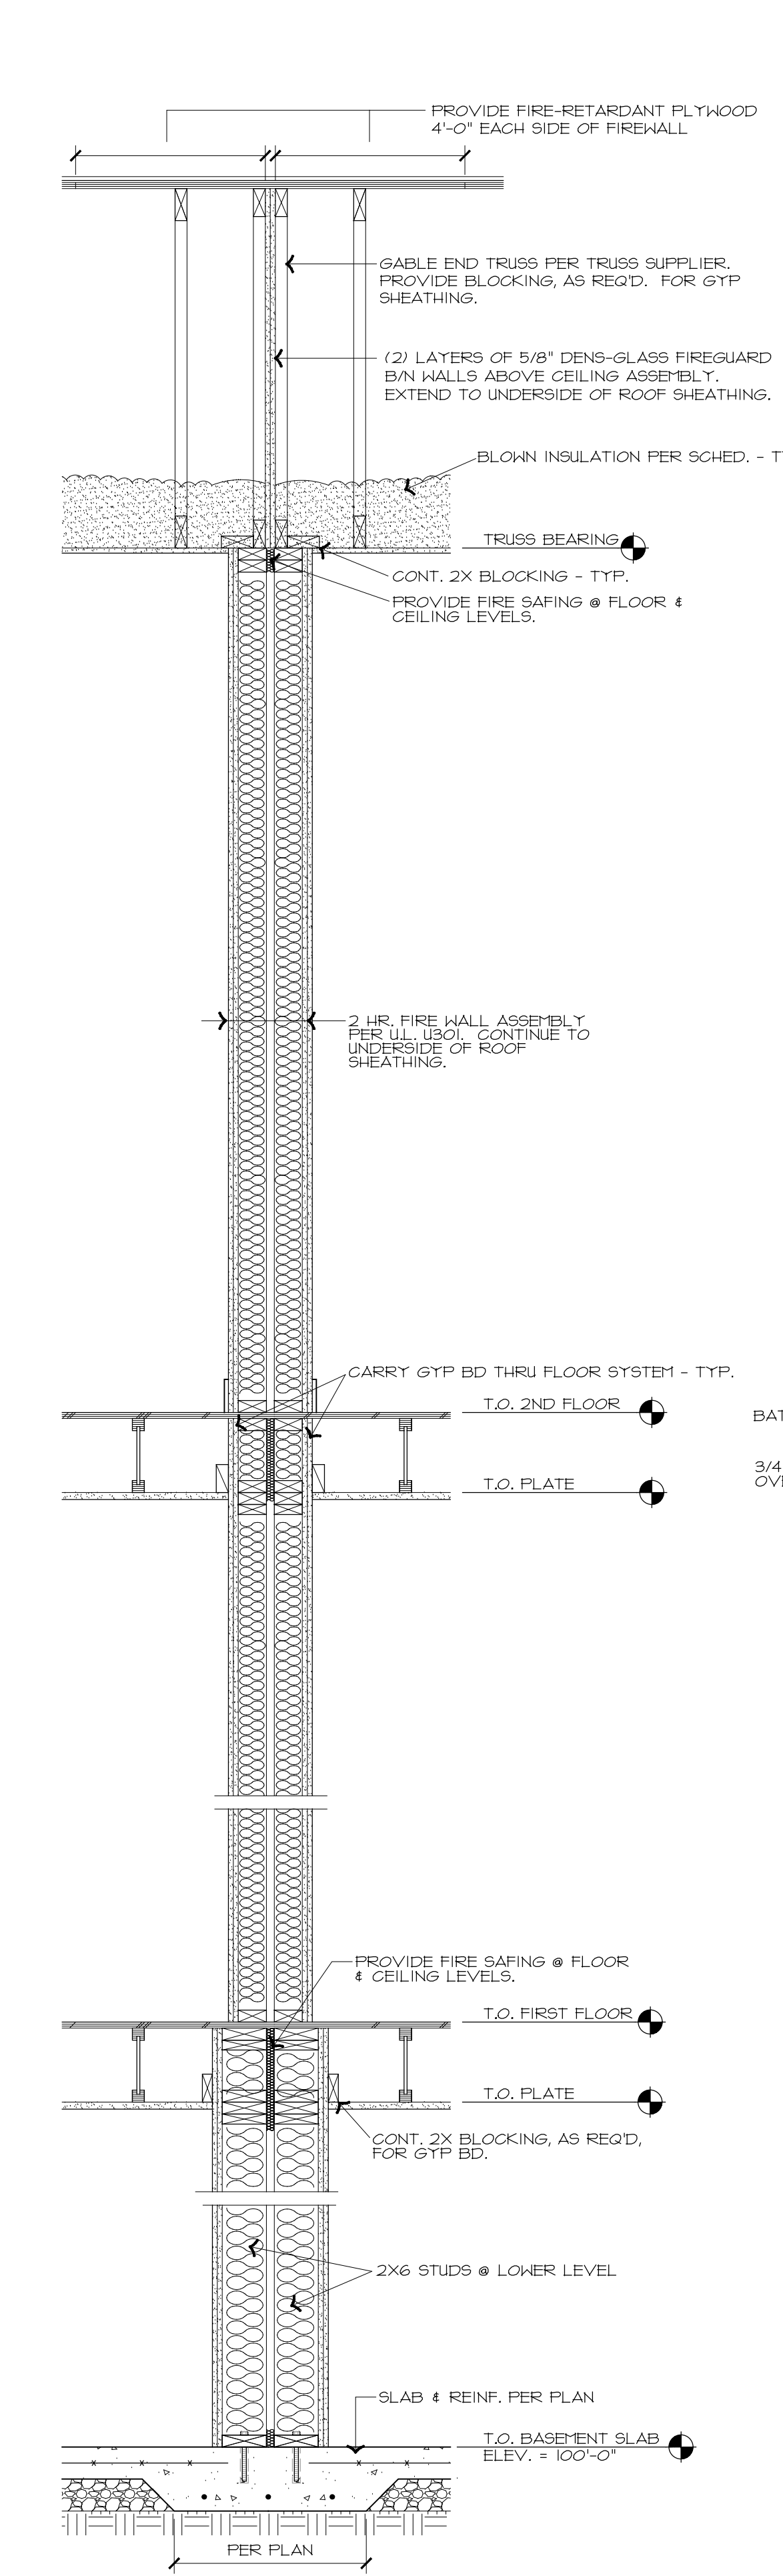 PROVIDE FIRE-RETARDANT PLYWOOD
4'-0" EACH SIDE OF FIREWALL
GABLE END TRUSS PER TRUSS SUPPLIER.
PROVIDE BLOCKING, AS REQ'D. FOR GYP
SHEATHING.
(2) LAYERS OF 5/8" DENS-GLASS FIREGUARD
B/N WALLS ABOVE CEILING ASSEMBLY.
EXTEND TO UNDERSIDE OF ROOF SHEATHING.
BLOWN INSULATION PER SCHED. - T
TRUSS BEARING
CONT. 2X BLOCKING - TYP.
PROVIDE FIRE SAFING @ FLOOR &
CEILING LEVELS.
2 HR. FIRE WALL ASSEMBLY
PER U.L. U301. CONTINUE TO
UNDERSIDE OF ROOF
SHEATHING.
CARRY GYP BD THRU FLOOR SYSTEM - TYP.
T.O. 2ND FLOOR
BAT
3/4
OVE
T.O. PLATE
PROVIDE FIRE SAFING @ FLOOR
& CEILING LEVELS.
T.O. FIRST FLOOR
T.O. PLATE
CONT. 2X BLOCKING, AS REQ'D,
FOR GYP BD.
2X6 STUDS @ LOWER LEVEL
SLAB & REINF. PER PLAN
T.O. BASEMENT SLAB
ELEV. = 100'-0"
PER PLAN